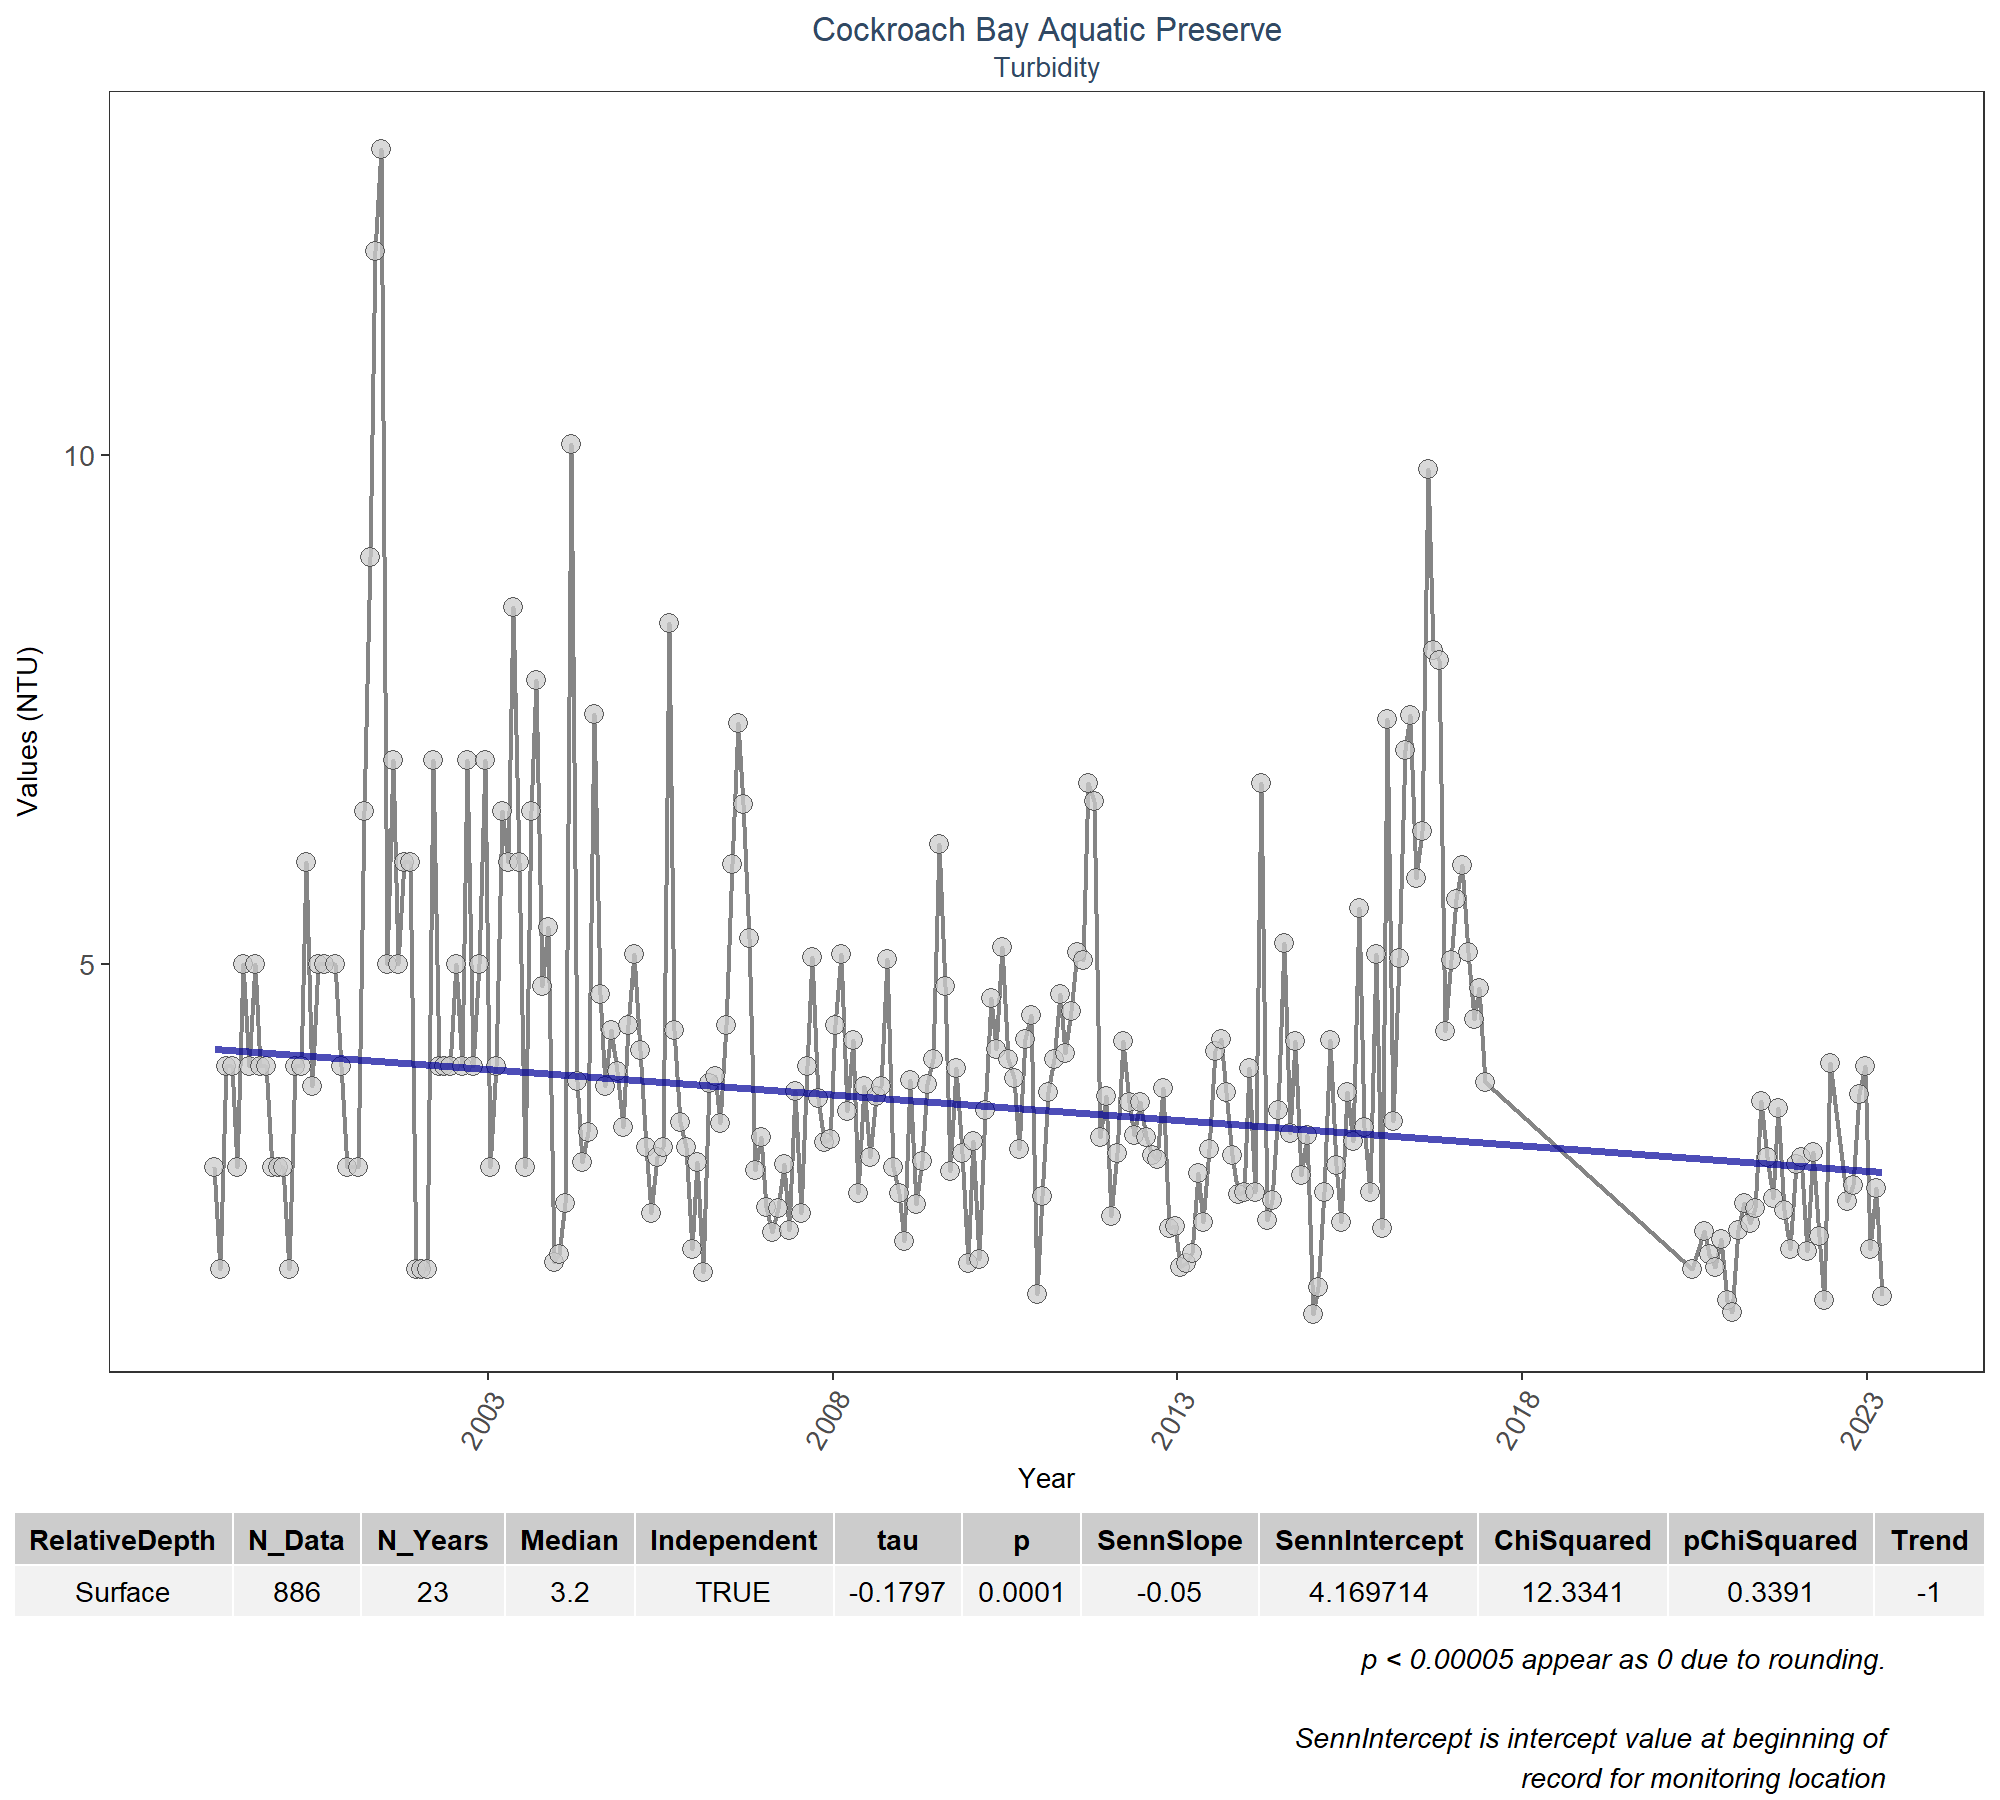 Cockroach Bay Aquatic Preserve
Turbidity
Values (NTU)
10
5
2003
2008
2013
2018
2023
Year
RelativeDepth N_Data N_Years Median Independent tau p SennSlope SennIntercept ChiSquared pChiSquared Trend
Surface 886 23 3.2 TRUE -0.1797 0.0001 -0.05 4.169714 12.3341 0.3391 -1
p < 0.00005 appear as 0 due to rounding.
SennIntercept is intercept value at beginning of
record for monitoring location